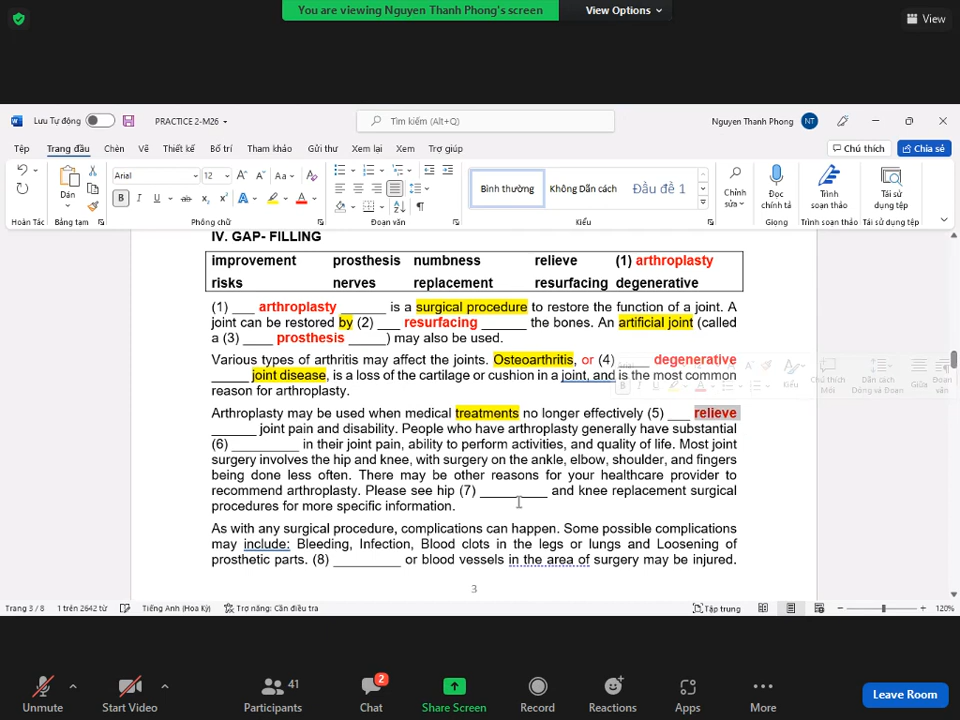 You are viewing Nguyen Thanh Phong's screen View Options
View
Lưu Tự động PRACTICE 2-M26 Tìm kiếm (Alt+Q) Nguyen Thanh Phong NT
Tệp Trang đầu Chèn Vẽ Thiết kế Bố trí Tham khảo Gửi thư Xem lại Xem Trợ giúp Chú thích Chia sẻ
Arial 12
Dán
Bình thường Không Dãn cách Đầu đề 1
Chỉnh sửa Đọc chính tả Trình soạn thảo Tái sử dụng tệp
Hoàn Tác Bảng tạm Phông chữ Đoạn văn Kiểu Giọng Trình soạn thảo Tái sử dụng tệp
IV. GAP- FILLING
improvement prosthesis numbness relieve (1) arthroplasty
risks nerves replacement resurfacing degenerative
(1) ___ arthroplasty ______ is a surgical procedure to restore the function of a joint. A
joint can be restored by (2) ___ resurfacing ______ the bones. An artificial joint (called
a (3) ____ prosthesis _____) may also be used.
Various types of arthritis may affect the joints. Osteoarthritis, or (4) ____ degenerative
_____ joint disease, is a loss of the cartilage or cushion in a joint, and is the most common
reason for arthroplasty.
Arthroplasty may be used when medical treatments no longer effectively (5) ___ relieve
______ joint pain and disability. People who have arthroplasty generally have substantial
(6) _________ in their joint pain, ability to perform activities, and quality of life. Most joint
surgery involves the hip and knee, with surgery on the ankle, elbow, shoulder, and fingers
being done less often. There may be other reasons for your healthcare provider to
recommend arthroplasty. Please see hip (7) _________ and knee replacement surgical
procedures for more specific information.
As with any surgical procedure, complications can happen. Some possible complications
may include: Bleeding, Infection, Blood clots in the legs or lungs and Loosening of
prosthetic parts. (8) _________ or blood vessels in the area of surgery may be injured.
3
Trang 3 / 8 1 trên 2642 từ Tiếng Anh (Hoa Kỳ) Trợ năng: Cần điều tra Tập trung 120%
Unmute Start Video 41 Participants 2 Chat Share Screen Record Reactions Apps More Leave Room